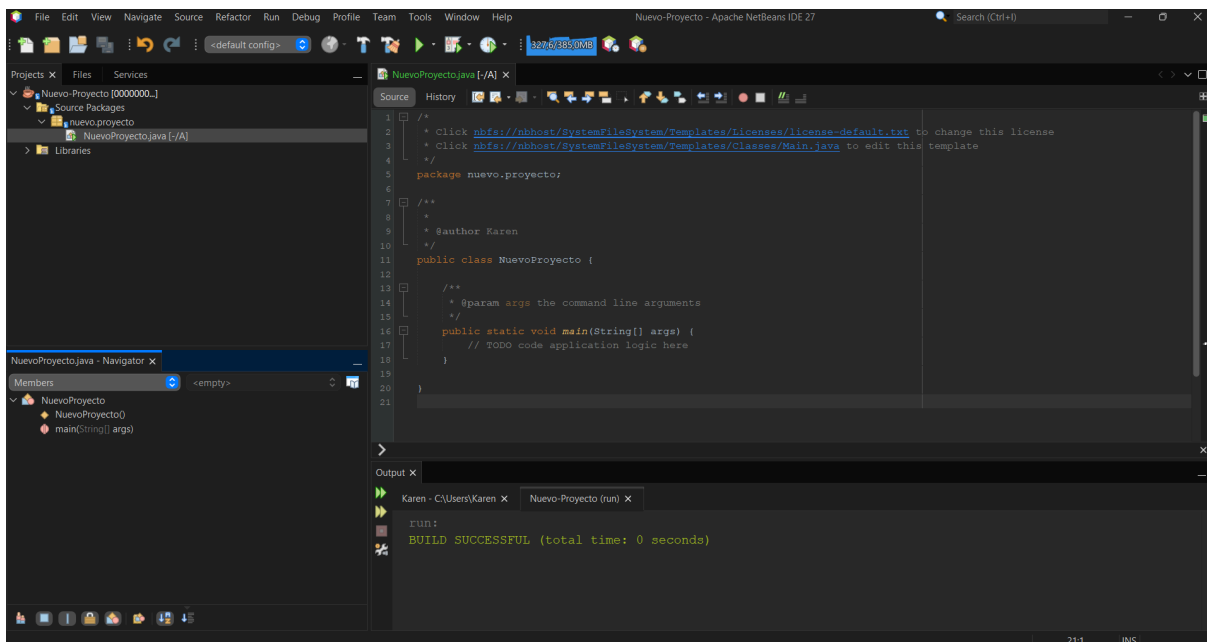 File Edit View Navigate Source Refactor Run Debug Profile Team Tools Window Help
Nuevo-Proyecto - Apache NetBeans IDE 27
Search (Ctrl+I)
<default config>
327,6/385,0MB
Projects Files Services
Nuevo-Proyecto [0000000...]
Source Packages
nuevo.proyecto
NuevoProyecto.java [-/A]
Libraries
NuevoProyecto.java - Navigator
Members
<empty>
NuevoProyecto
NuevoProyecto()
main(String[] args)
NuevoProyecto.java [-/A]
Source History
1 /*
2 * Click nbfs://nbhost/SystemFileSystem/Templates/Licenses/license-default.txt to change this license
3 * Click nbfs://nbhost/SystemFileSystem/Templates/Classes/Main.java to edit this template
4 */
5 package nuevo.proyecto;
6
7 /**
8 *
9 * @author Karen
10 */
11 public class NuevoProyecto {
12
13 /**
14 * @param args the command line arguments
15 */
16 public static void main(String[] args) {
17 // TODO code application logic here
18 }
19
20 }
21
Output
Karen - C:\Users\Karen Nuevo-Proyecto (run)
run:
BUILD SUCCESSFUL (total time: 0 seconds)
21:1 INS